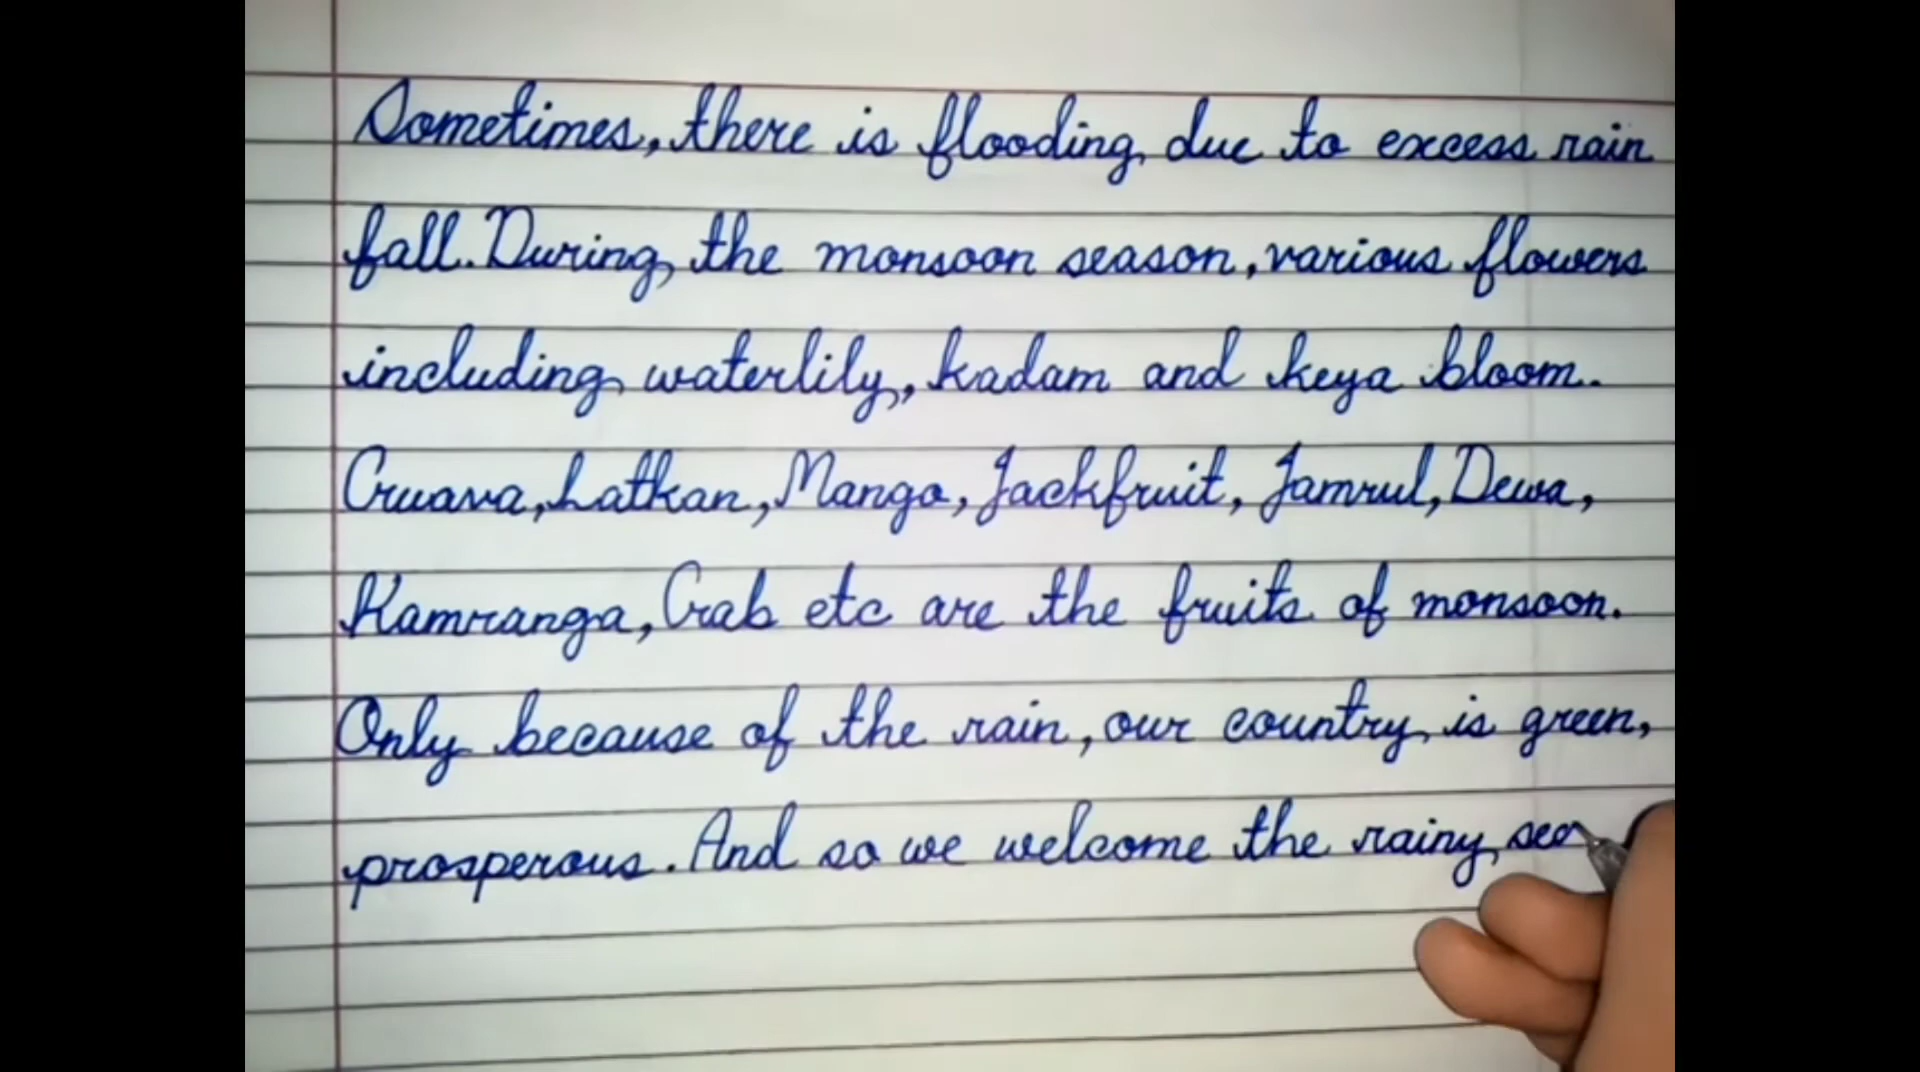 Sometimes, there is flooding due to excess rain
fall. During the monsoon season, various flowers
including waterlily, kadam and keya bloom.
Guava, Latkan, Mango, Jackfruit, Jamrul, Dewa,
Kamranga, Crab etc are the fruits of monsoon.
Only because of the rain, our country is green,
prosperous. And so we welcome the rainy sea